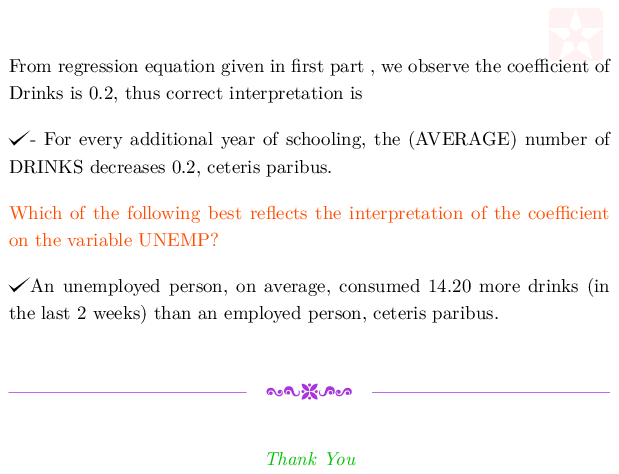 From regression equation given in first part , we observe the coefficient of
Drinks is 0.2, thus correct interpretation is
✓- For every additional year of schooling, the (AVERAGE) number of
DRINKS decreases 0.2, ceteris paribus.
Which of the following best reflects the interpretation of the coefficient
on the variable UNEMP?
✓An unemployed person, on average, consumed 14.20 more drinks (in
the last 2 weeks) than an employed person, ceteris paribus.
Thank You